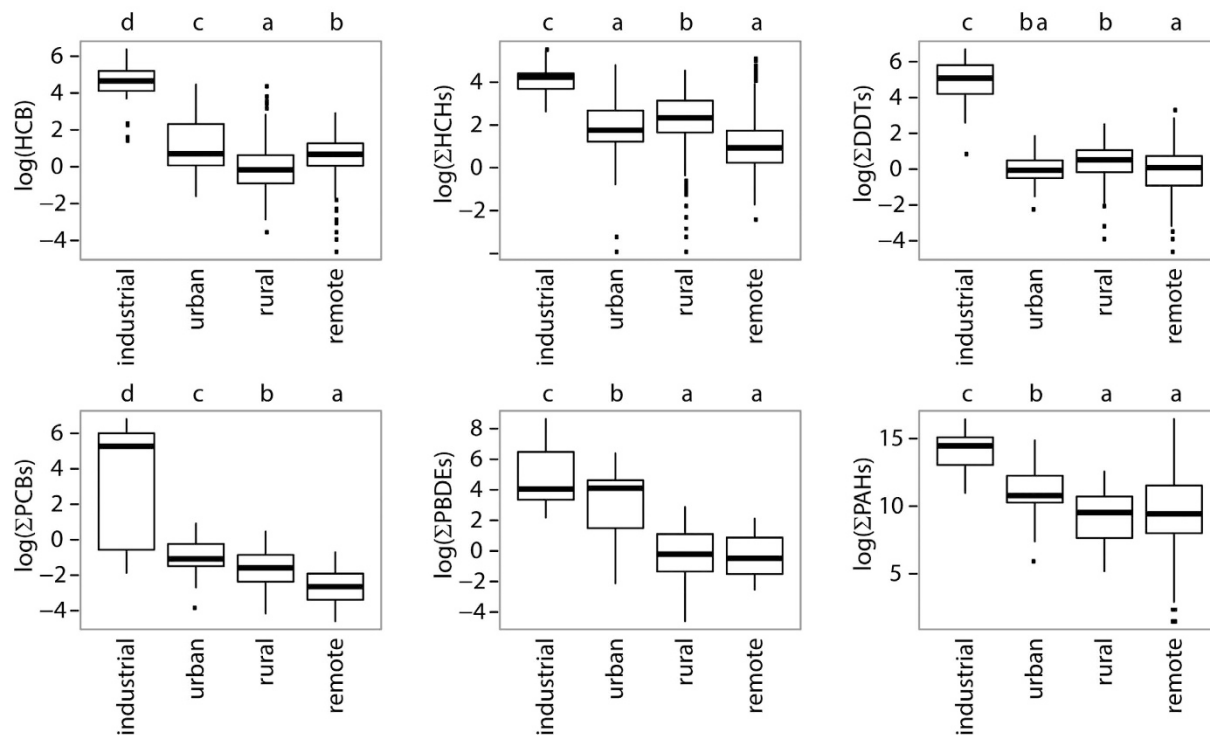 d c a b
log(HCB)
6
4
2
0
−2
−4
industrial urban rural remote
c a b a
log(ΣHCHs)
4
2
0
−2
industrial urban rural remote
c b a b a
log(ΣDDTs)
6
4
2
0
−2
−4
industrial urban rural remote
d c b a
log(ΣPCBs)
6
4
2
0
−2
−4
industrial urban rural remote
c b a a
log(ΣPBDEs)
8
6
4
2
0
−2
−4
industrial urban rural remote
c b a a
log(ΣPAHs)
15
10
5
industrial urban rural remote